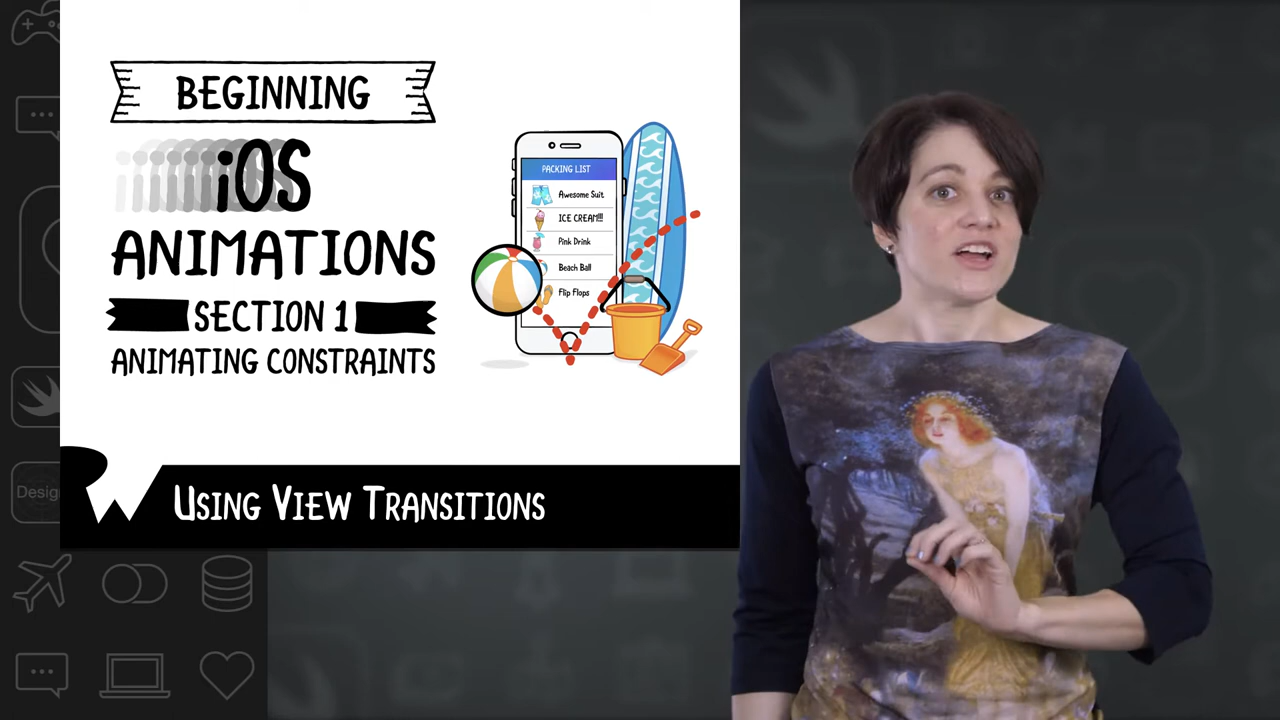 BEGINNING
iOS
ANIMATIONS
SECTION 1
ANIMATING CONSTRAINTS
PACKING LIST
Awesome Suit
ICE CREAM!!!
Pink Drink
Beach Ball
Flip Flops
USING VIEW TRANSITIONS
Desig